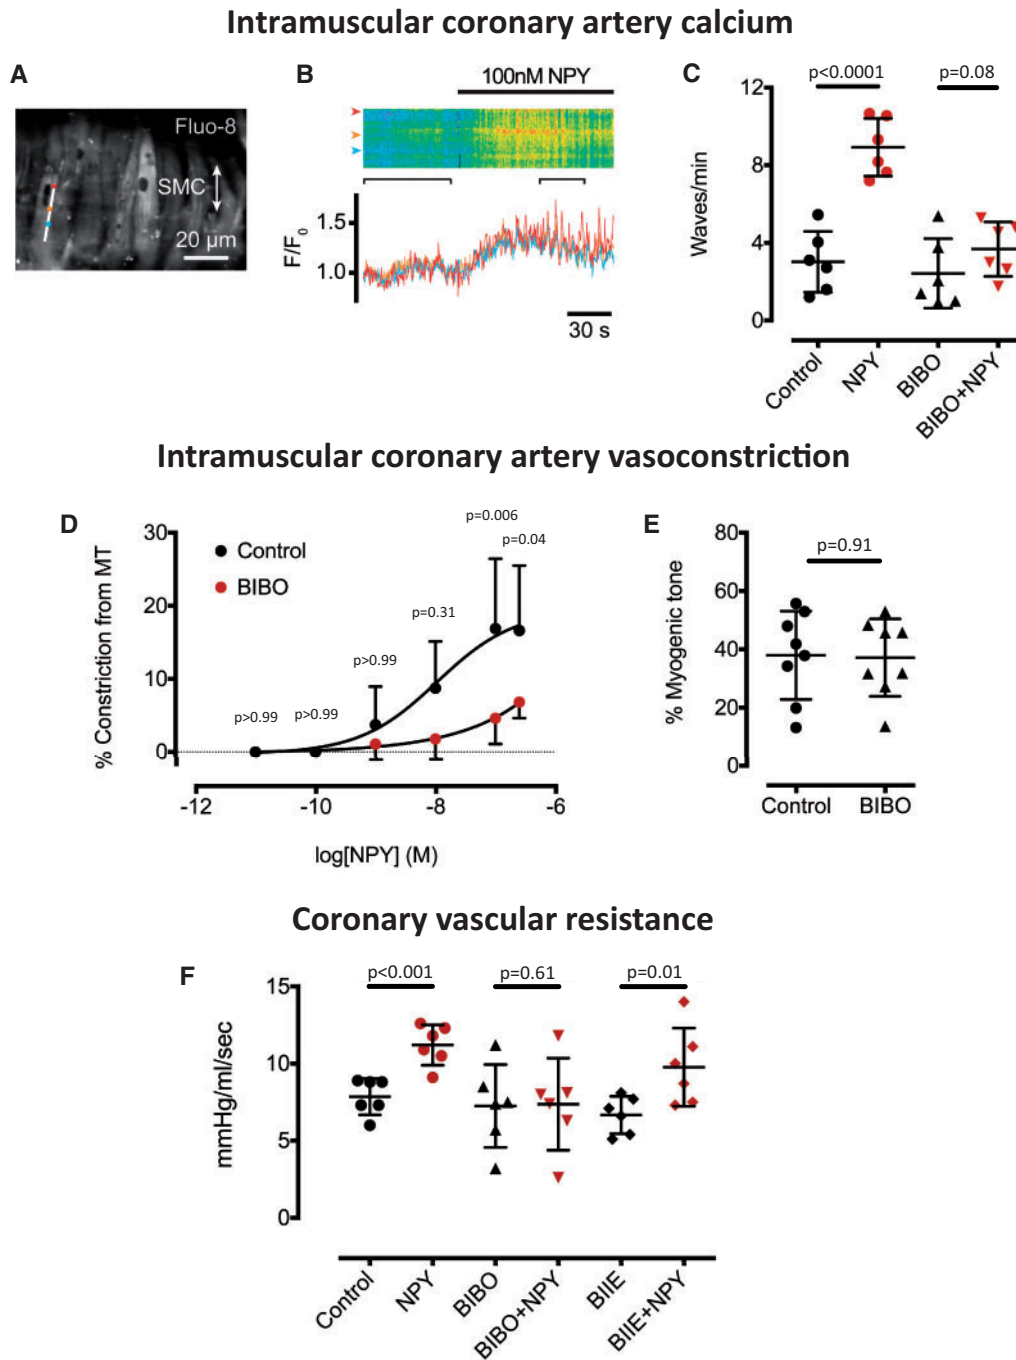 Intramuscular coronary artery calcium
A
Fluo-8
SMC
20 µm
B
100nM NPY
F/F0
1.5
1.0
30 s
C
p<0.0001
p=0.08
Waves/min
12
8
4
0
Control
NPY
BIBO
BIBO+NPY
Intramuscular coronary artery vasoconstriction
D
% Constriction from MT
30
20
10
0
Control
BIBO
p>0.99
p>0.99
p>0.99
p=0.31
p=0.006
p=0.04
-12
-10
-8
-6
log[NPY] (M)
E
% Myogenic tone
80
60
40
20
0
p=0.91
Control
BIBO
Coronary vascular resistance
F
mmHg/ml/sec
15
10
5
0
p<0.001
p=0.61
p=0.01
Control
NPY
BIBO
BIBO+NPY
BIIE
BIIE+NPY